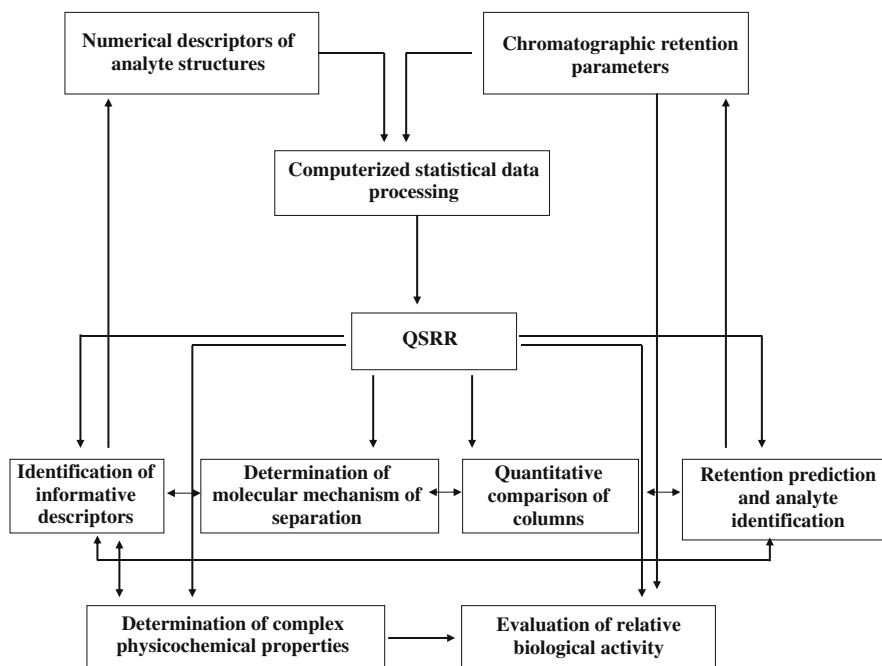 Numerical descriptors of
analyte structures
Chromatographic retention
parameters
Computerized statistical data
processing
QSRR
Identification of
informative
descriptors
Determination of
molecular mechanism of
separation
Quantitative
comparison of
columns
Retention prediction
and analyte
identification
Determination of complex
physicochemical properties
Evaluation of relative
biological activity